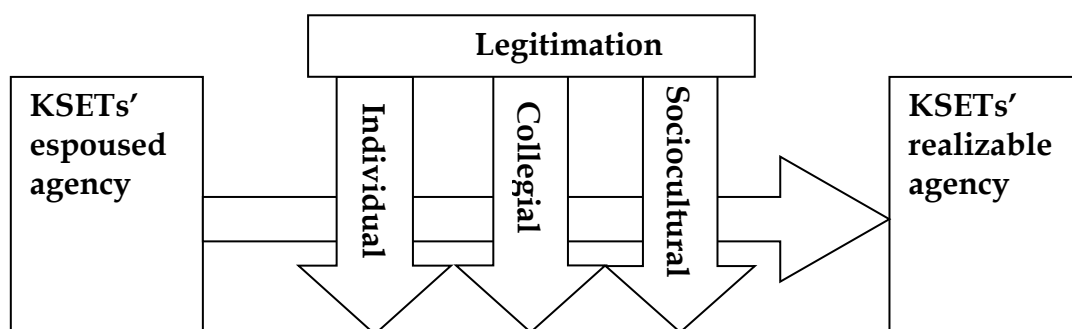 Legitimation
KSETs’
espoused
agency
Individual
Collegial
Sociocultural
KSETs’
realizable
agency